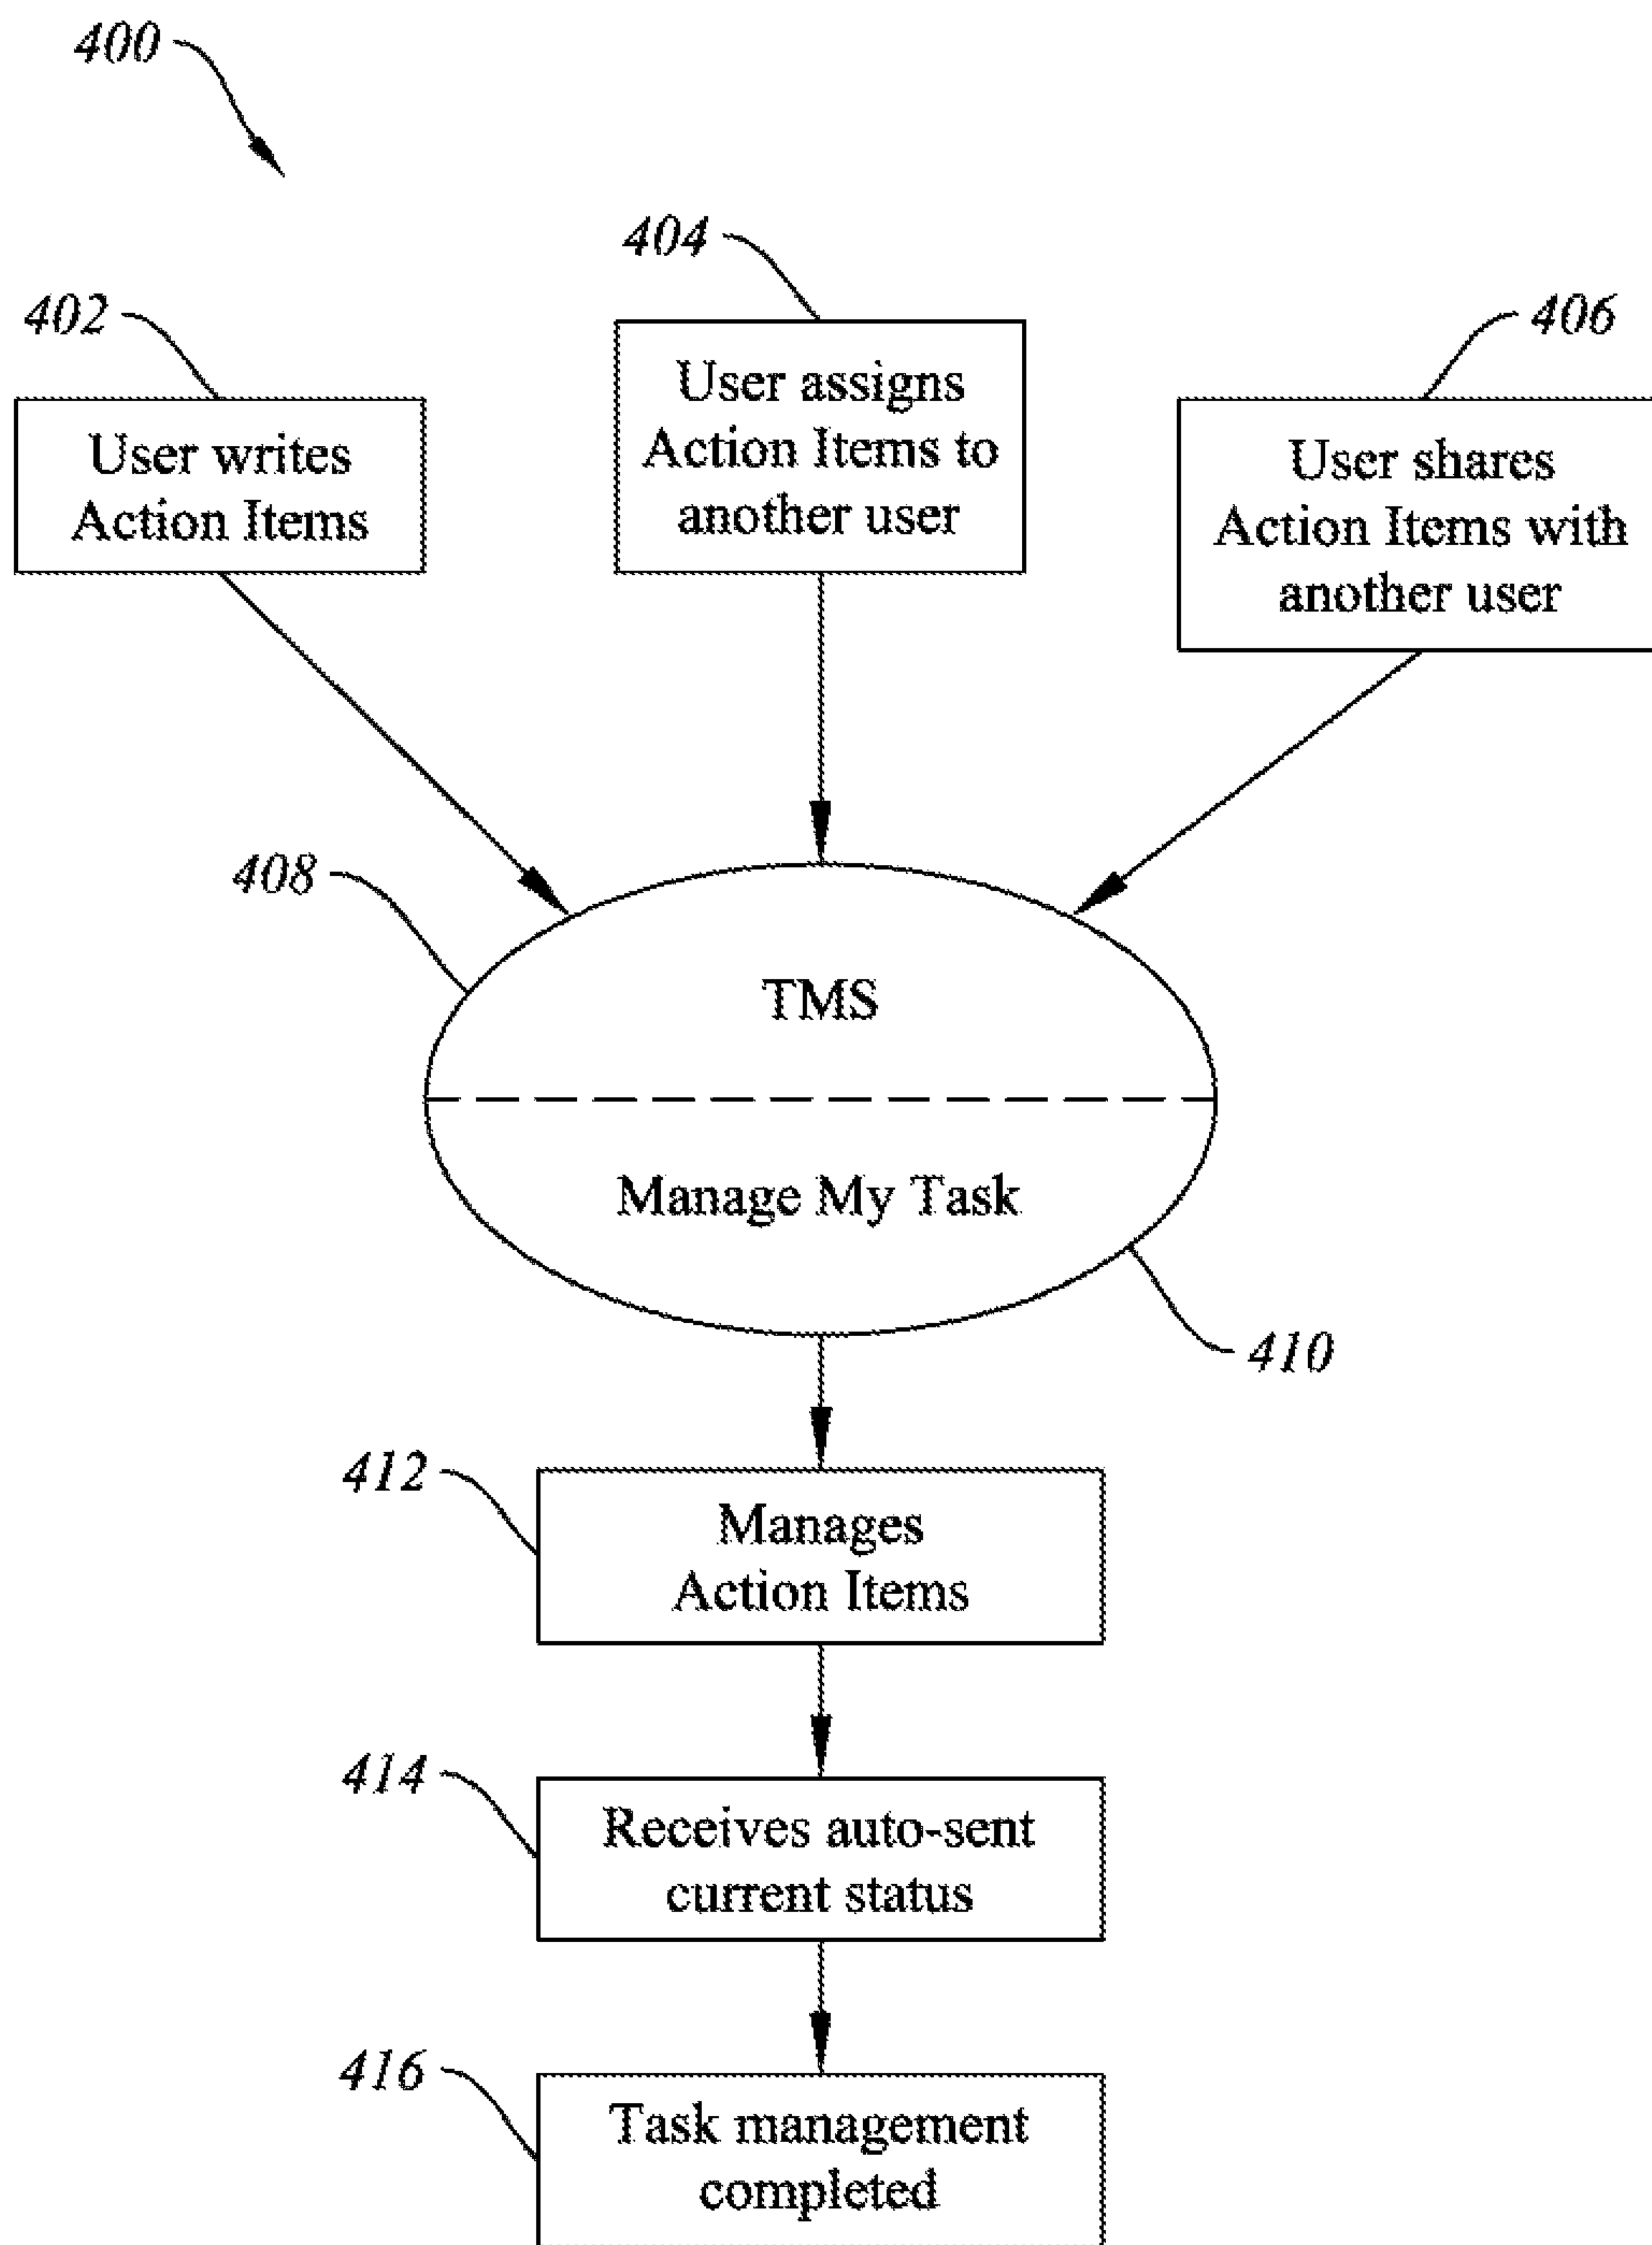 400
404
402
406
User assigns
Action Items to
another user
User writes
Action Items
User shares
Action Items with
another user
408
TMS
Manage My Task
410
412
Manages
Action Items
414
Receives auto-sent
current status
416
Task management
completed